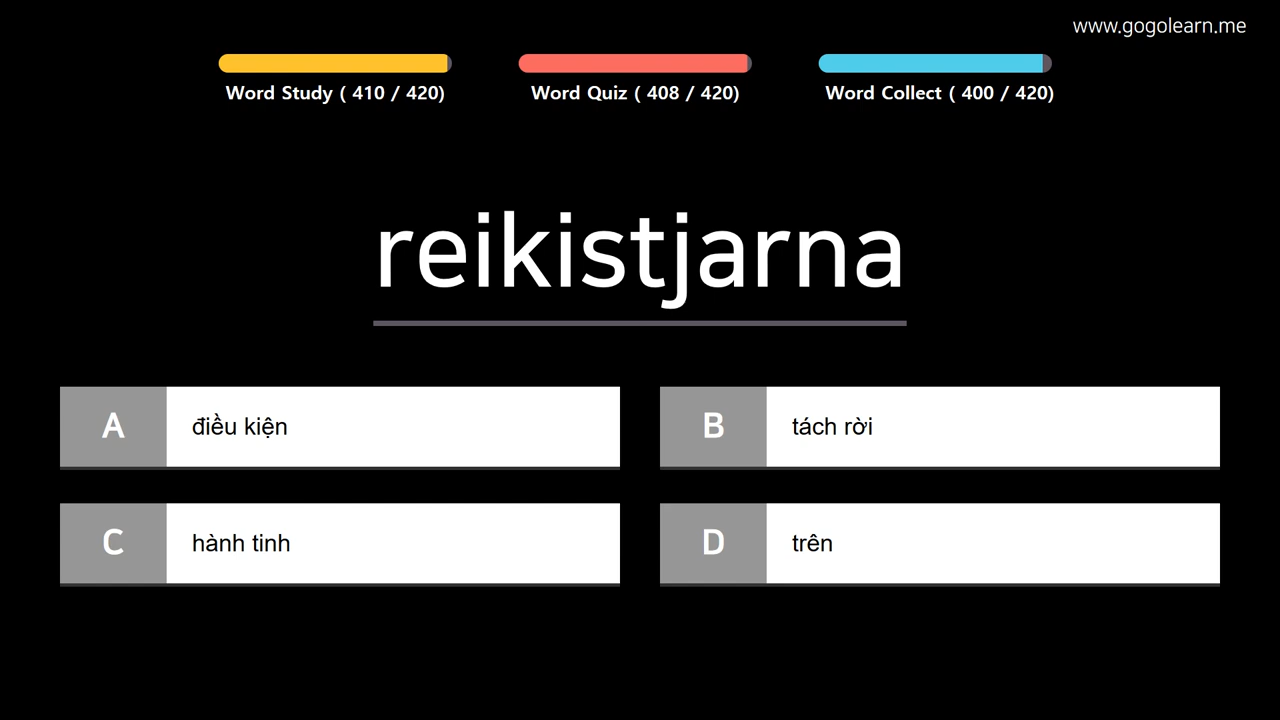 www.gogolearn.me
Word Study ( 410 / 420)
Word Quiz ( 408 / 420)
Word Collect ( 400 / 420)
reikistjarna
A điều kiện
B tách rời
C hành tinh
D trên